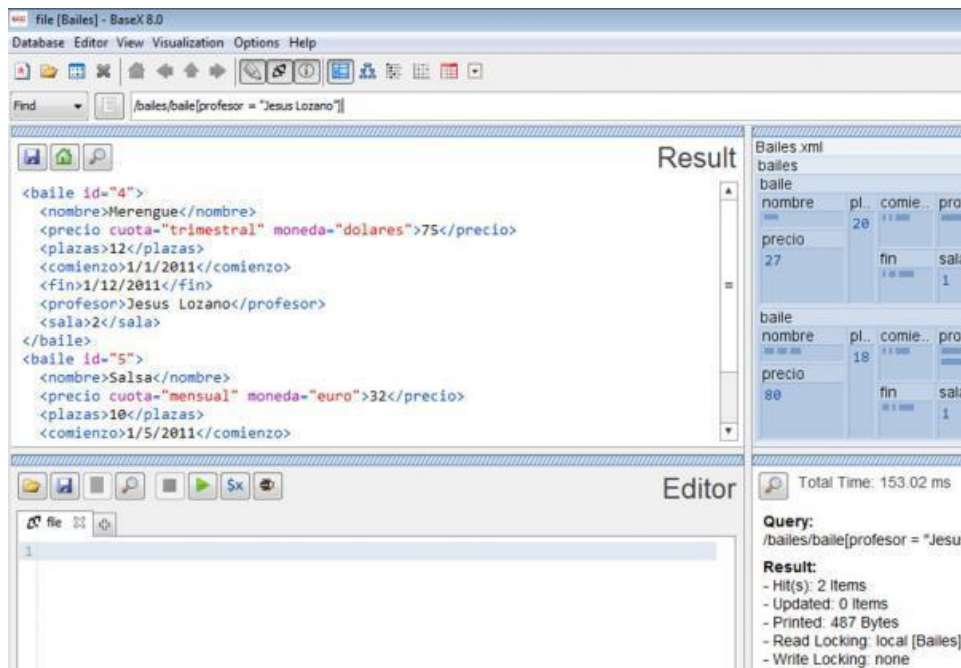 file [Bailes] - BaseX 8.0
Database Editor View Visualization Options Help
Find /bailes/baile[profesor = "Jesus Lozano"]
Result
<baile id="4">
<nombre>Merengue</nombre>
<precio cuota="trimestral" moneda="dolares">75</precio>
<plazas>12</plazas>
<comienzo>1/1/2011</comienzo>
<fin>1/12/2011</fin>
<profesor>Jesus Lozano</profesor>
<sala>2</sala>
</baile>
<baile id="5">
<nombre>Salsa</nombre>
<precio cuota="mensual" moneda="euro">32</precio>
<plazas>10</plazas>
<comienzo>1/5/2011</comienzo>
Bailes.xml
bailes
baile
nombre pl.. comie.. pro
20
precio
27 fin sala
1
baile
nombre pl.. comie.. pro
18
precio
80 fin sala
1
$x
Editor
file
1
Total Time: 153.02 ms
Query:
/bailes/baile[profesor = "Jesu
Result:
- Hit(s): 2 Items
- Updated: 0 Items
- Printed: 487 Bytes
- Read Locking: local [Bailes]
- Write Locking: none